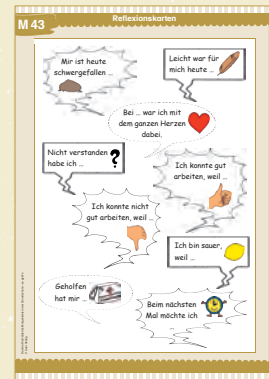 M 43
Reflexionskarten
Mir ist heute
schwergefallen ...
Leicht war für
mich heute ...
Bei ... war ich mit
dem ganzen Herzen
dabei.
Nicht verstanden
habe ich ...
?
Ich konnte gut
arbeiten, weil ...
Ich konnte nicht
gut arbeiten, weil ...
Ich bin sauer,
weil ...
Geholfen
hat mir ...
Beim nächsten
Mal möchte ich